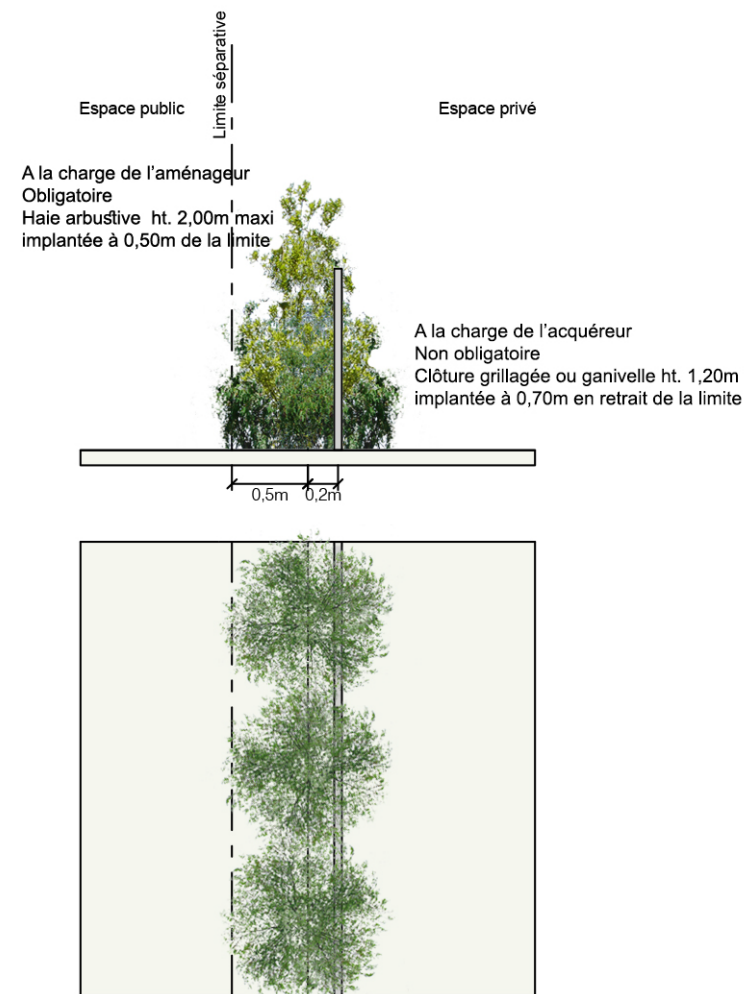 Limite séparative
Espace public
Espace privé
A la charge de l'aménageur
Obligatoire
Haie arbustive ht. 2,00m maxi
implantée à 0,50m de la limite
A la charge de l'acquéreur
Non obligatoire
Clôture grillagée ou ganivelle ht. 1,20m
implantée à 0,70m en retrait de la limite
0,5m
0,2m